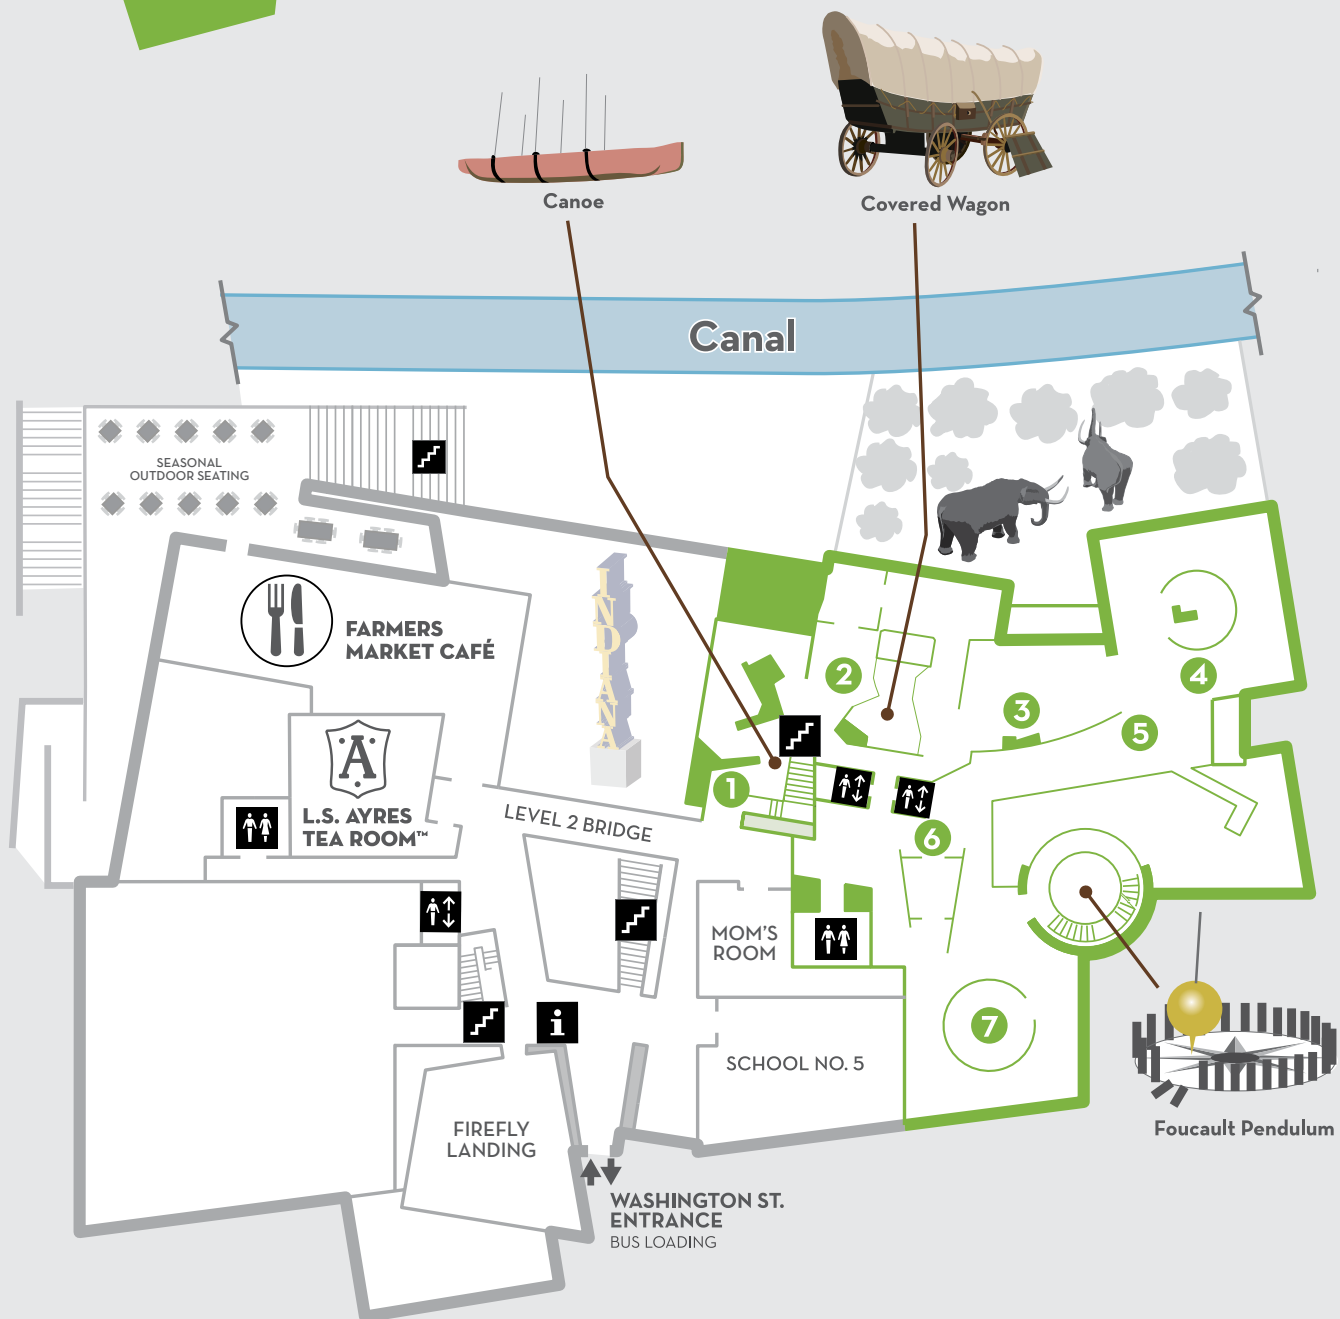 Canoe
Covered Wagon
Canal
SEASONAL
OUTDOOR SEATING
INDIANA
FARMERS
MARKET CAFÉ
2
4
3
5
A
L.S. AYRES
TEA ROOM™
1
LEVEL 2 BRIDGE
6
MOM'S
ROOM
i
7
SCHOOL NO. 5
FIREFLY
LANDING
Foucault Pendulum
WASHINGTON ST.
ENTRANCE
BUS LOADING